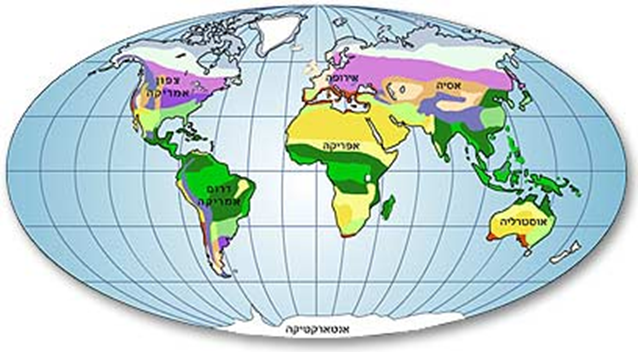 צפון
אמריקה
אירופה
אסיה
אפריקה
דרום
אמריקה
אוסטרליה
אנטארקטיקה